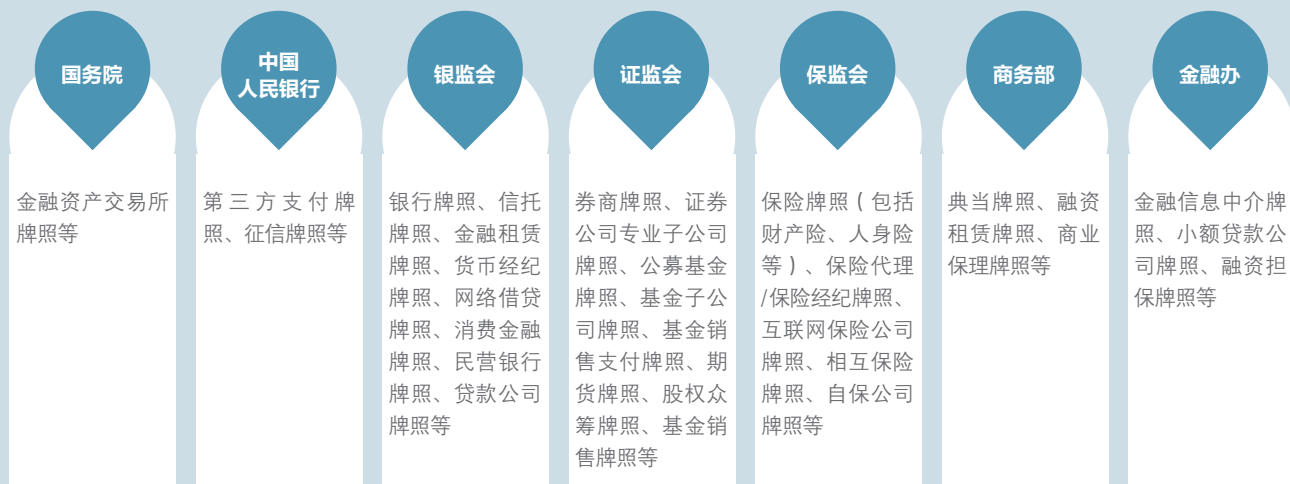 国务院
金融资产交易所
牌照等
中国
人民银行
第三方支付牌
照、征信牌照等
银监会
银行牌照、信托
牌照、金融租赁
牌照、货币经纪
牌照、网络借贷
牌照、消费金融
牌照、民营银行
牌照、贷款公司
牌照等
证监会
券商牌照、证券
公司专业子公司
牌照、公募基金
牌照、基金子公
司牌照、基金销
售支付牌照、期
货牌照、股权众
筹牌照、基金销
售牌照等
保监会
保险牌照（包括
财产险、人身险
等）、保险代理
/保险经纪牌照、
互联网保险公司
牌照、相互保险
牌照、自保公司
牌照等
商务部
典当牌照、融资
租赁牌照、商业
保理牌照等
金融办
金融信息中介牌
照、小额贷款公
司牌照、融资担
保牌照等